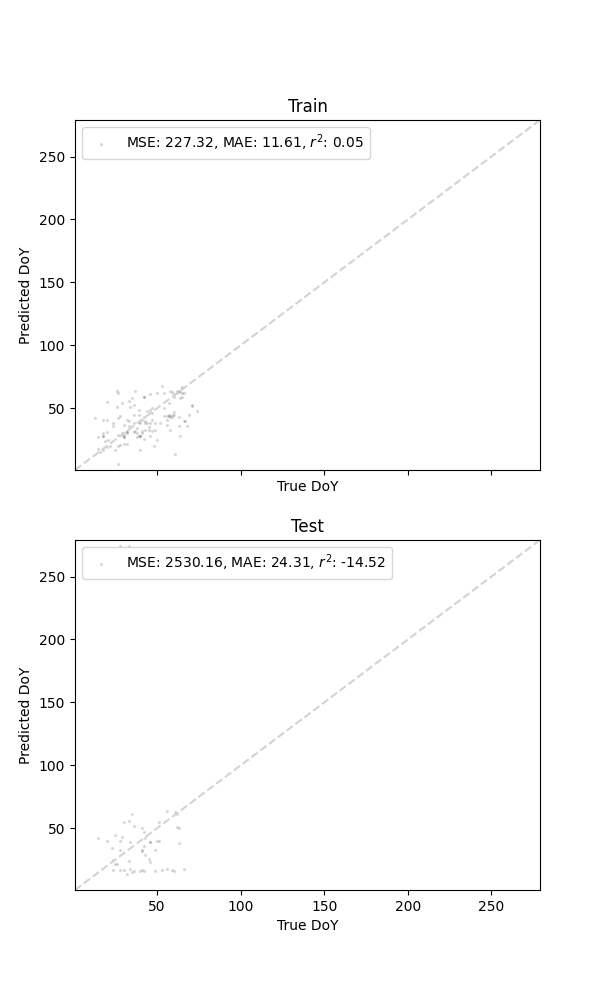 Train
MSE: 227.32, MAE: 11.61, r²: 0.05
250
200
150
100
50
Predicted DoY
True DoY
Test
MSE: 2530.16, MAE: 24.31, r²: -14.52
250
200
150
100
50
Predicted DoY
50 100 150 200 250
True DoY